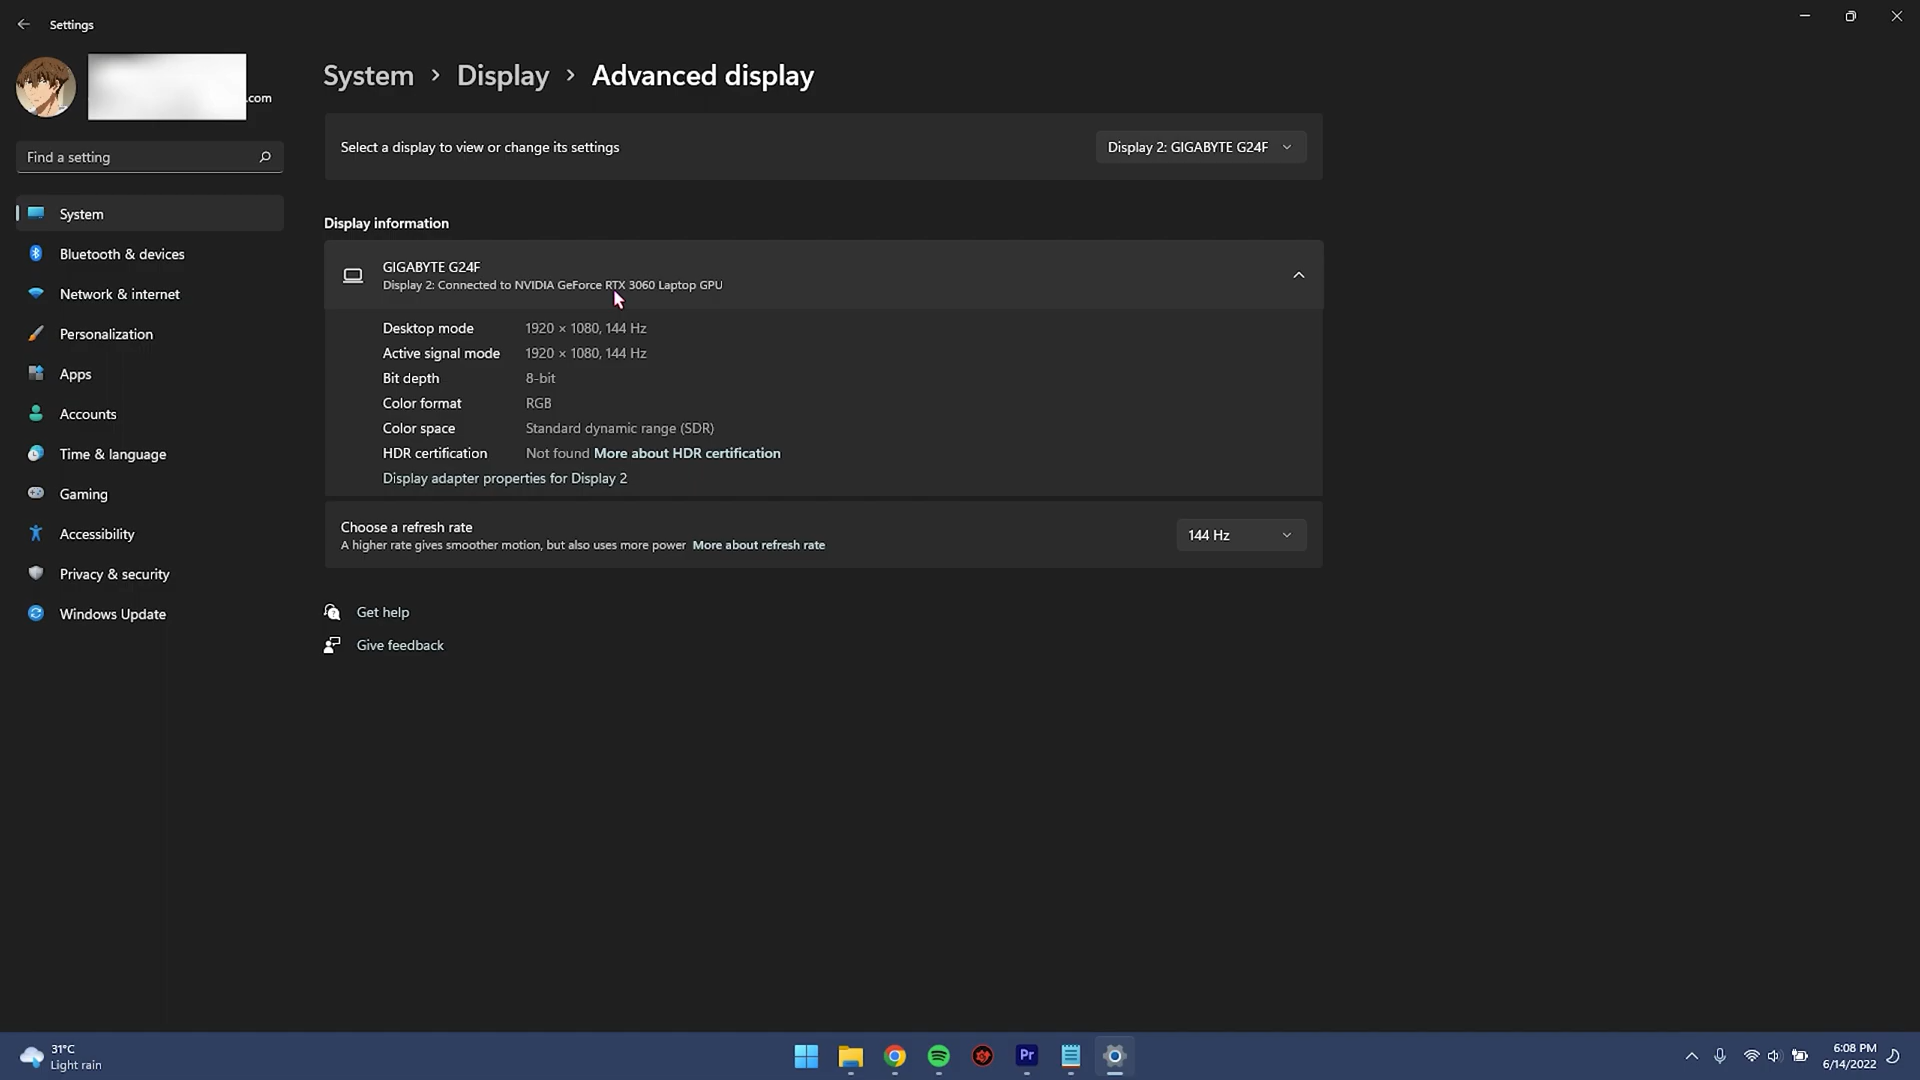 Settings
.com
Find a setting
System
Bluetooth & devices
Network & internet
Personalization
Apps
Accounts
Time & language
Gaming
Accessibility
Privacy & security
Windows Update
System > Display > Advanced display
Select a display to view or change its settings
Display 2: GIGABYTE G24F
Display information
GIGABYTE G24F
Display 2: Connected to NVIDIA GeForce RTX 3060 Laptop GPU
Desktop mode 1920 × 1080, 144 Hz
Active signal mode 1920 × 1080, 144 Hz
Bit depth 8-bit
Color format RGB
Color space Standard dynamic range (SDR)
HDR certification Not found More about HDR certification
Display adapter properties for Display 2
Choose a refresh rate
A higher rate gives smoother motion, but also uses more power More about refresh rate
144 Hz
Get help
Give feedback
31°C
Light rain
Pr
6:08 PM
6/14/2022